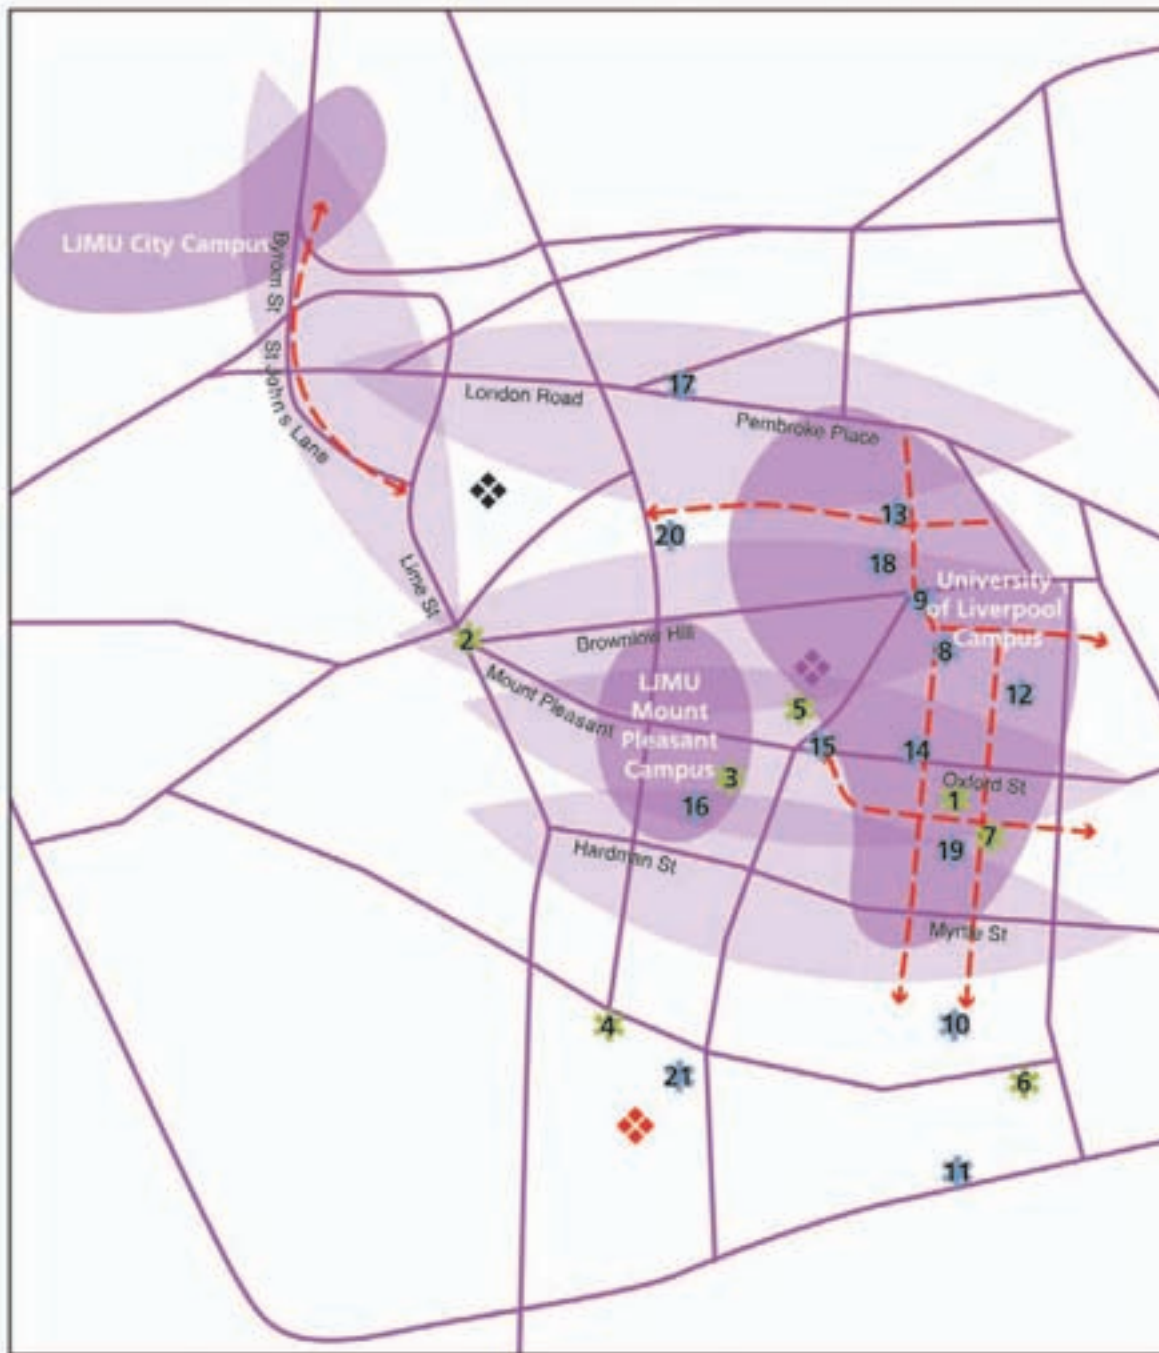 LJMU City Campus
Byrom St
St John's Lane
London Road
17
Pembroke Place
13
20
18
Lime St
University
of Liverpool
Campus
9
2
Brownlow Hill
8
LJMU
Mount
Pleasant
Campus
Mount Pleasant
12
5
15
14
3
Oxford St
1
16
7
Hardman St
19
Myrtle St
4
10
21
6
11